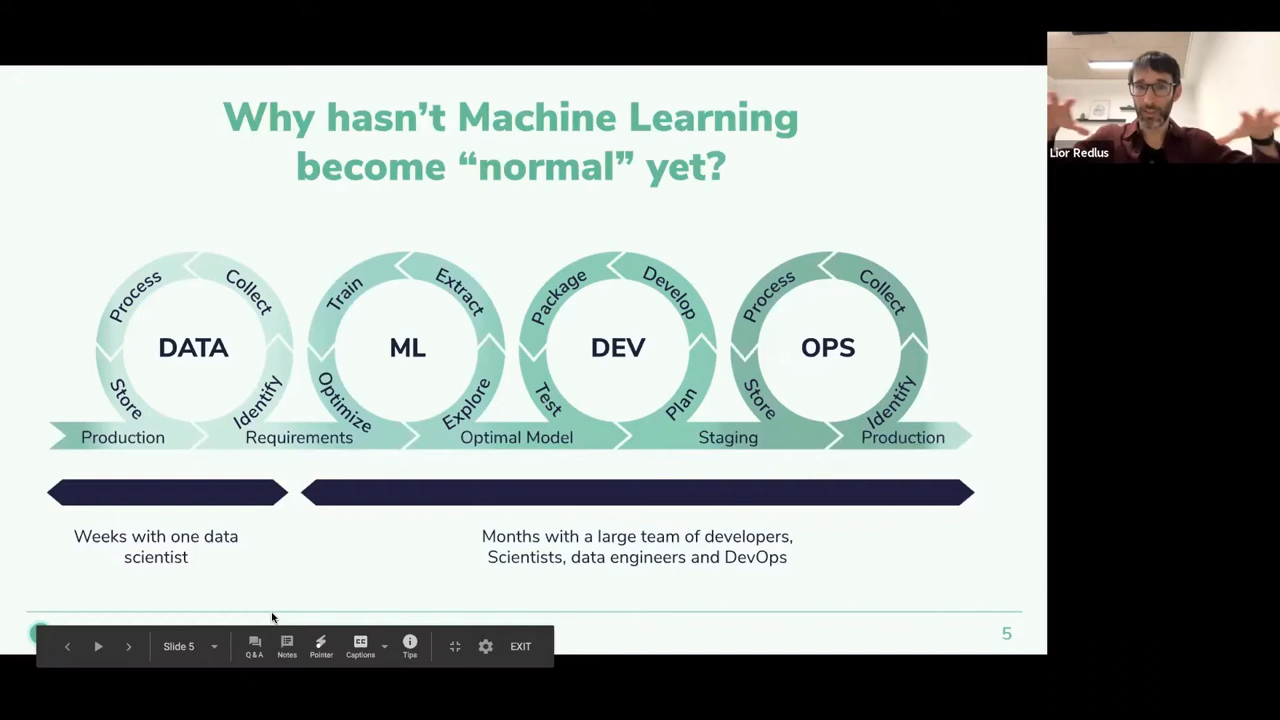 Why hasn't Machine Learning
become “normal” yet?
Process
Collect
Store
Identify
DATA
Train
Extract
Optimize
Explore
ML
Package
Develop
Test
Plan
DEV
Process
Collect
Store
Identify
OPS
Production
Requirements
Optimal Model
Staging
Production
Weeks with one data
scientist
Months with a large team of developers,
Scientists, data engineers and DevOps
5
Slide 5
Q & A
Notes
Pointer
Captions
Tips
EXIT
CC
Lior Redlus